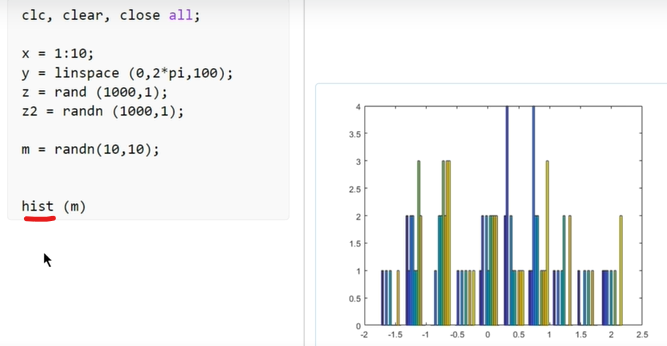 clc, clear, close all;
x = 1:10;
y = linspace (0,2*pi,100);
z = rand (1000,1);
z2 = randn (1000,1);
m = randn(10,10);
hist (m)
4
3.5
3
2.5
2
1.5
1
0.5
0
-2 -1.5 -1 -0.5 0 0.5 1 1.5 2 2.5